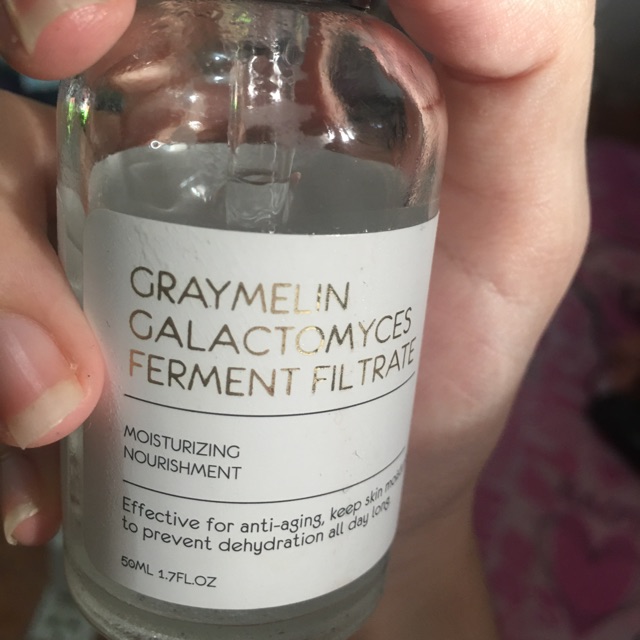 GRAYMELIN
GALACTOMYCES
FERMENT FILTRATE
MOISTURIZING
NOURISHMENT
Effective for anti-aging, keep skin
to prevent dehydration all day long
50ML 1.7FL.OZ